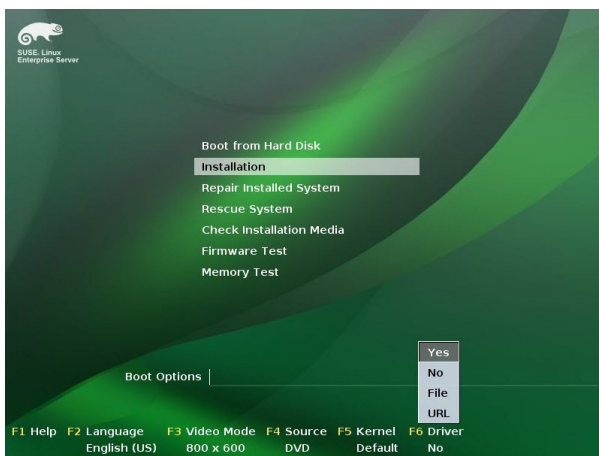 SUSE. Linux
Enterprise Server
Boot from Hard Disk
Installation
Repair Installed System
Rescue System
Check Installation Media
Firmware Test
Memory Test
Yes
No
File
URL
Boot Options
F1 Help F2 Language F3 Video Mode F4 Source F5 Kernel F6 Driver
English (US) 800 x 600 DVD Default No